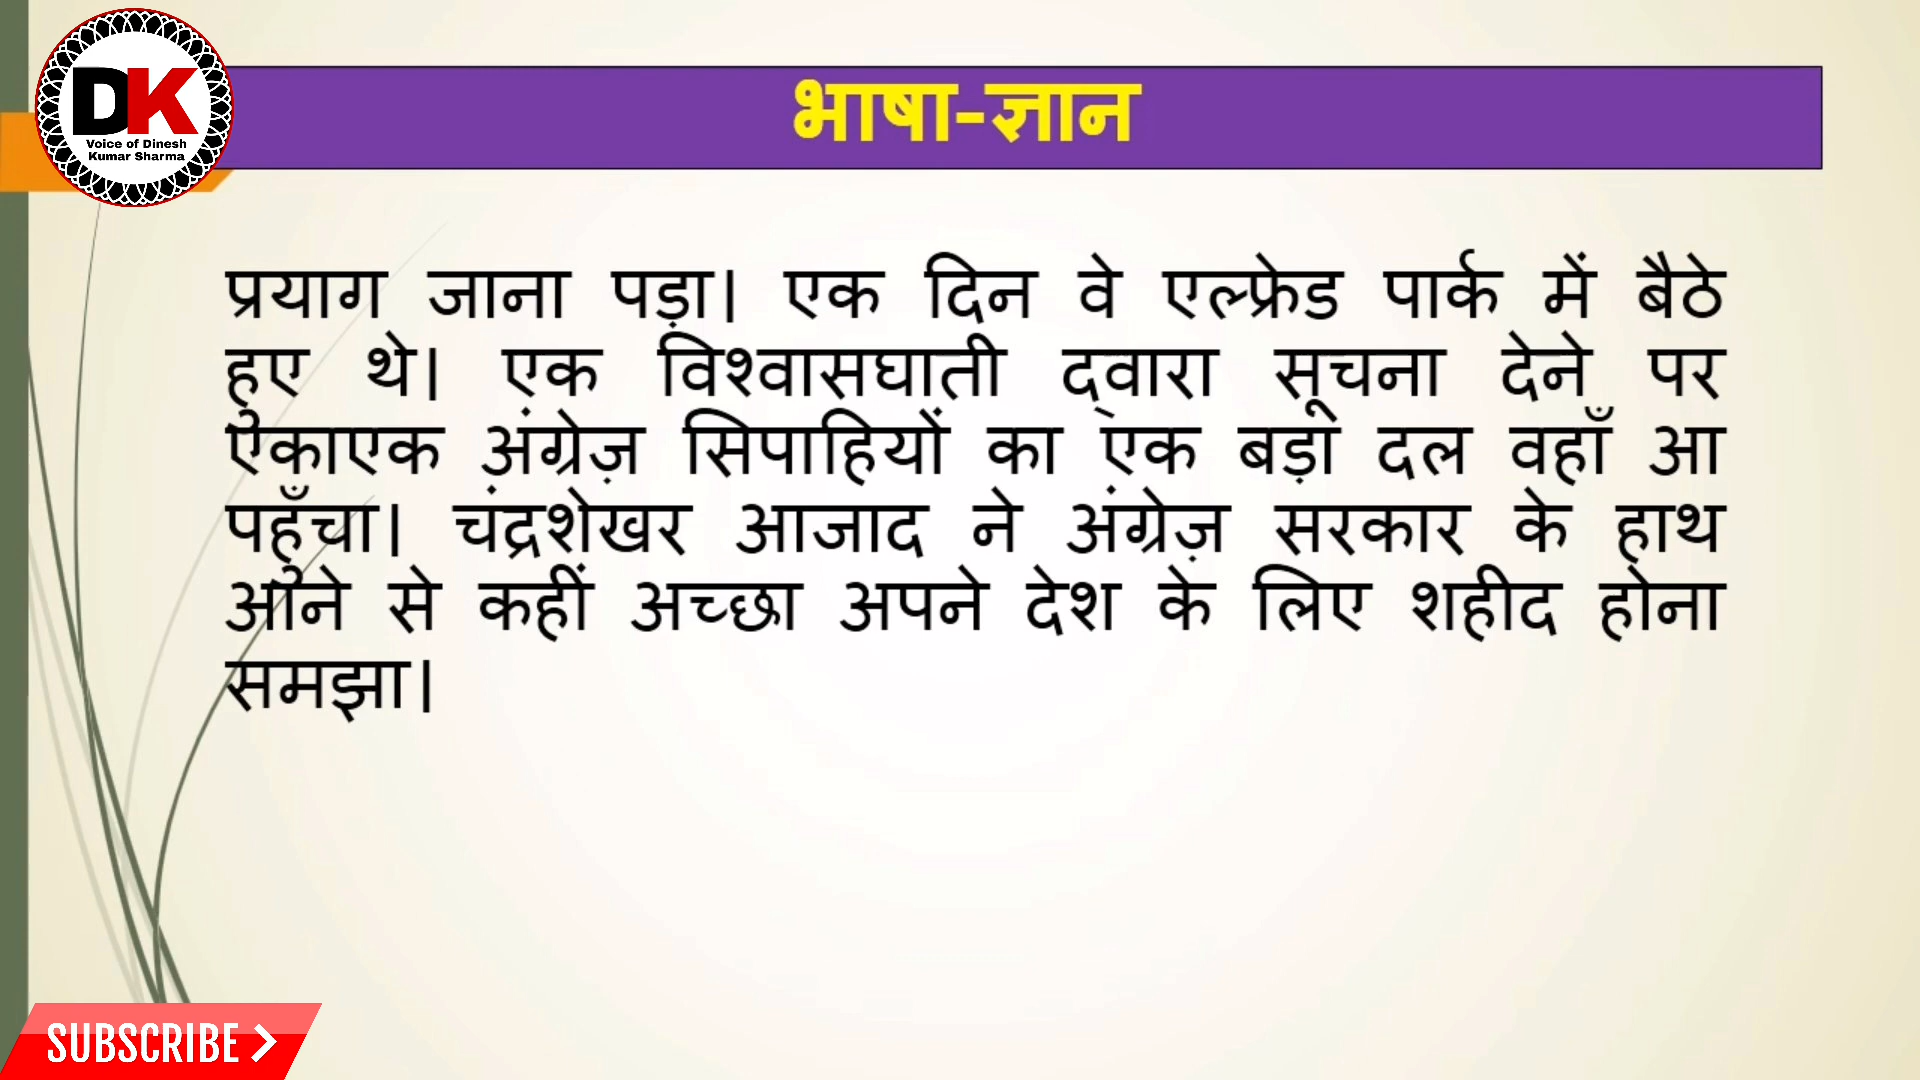 DK
Voice of Dinesh
Kumar Sharma
भाषा-ज्ञान
प्रयाग जाना पड़ा। एक दिन वे एल्फ्रेड पार्क में बैठे
हुए थे। एक विश्वासघाती द्वारा सूचना देने पर
एकाएक अंग्रेज़ सिपाहियों का एक बड़ा दल वहाँ आ
पहुँचा। चंद्रशेखर आजाद ने अंग्रेज़ सरकार के हाथ
आने से कहीं अच्छा अपने देश के लिए शहीद होना
समझा।
SUBSCRIBE